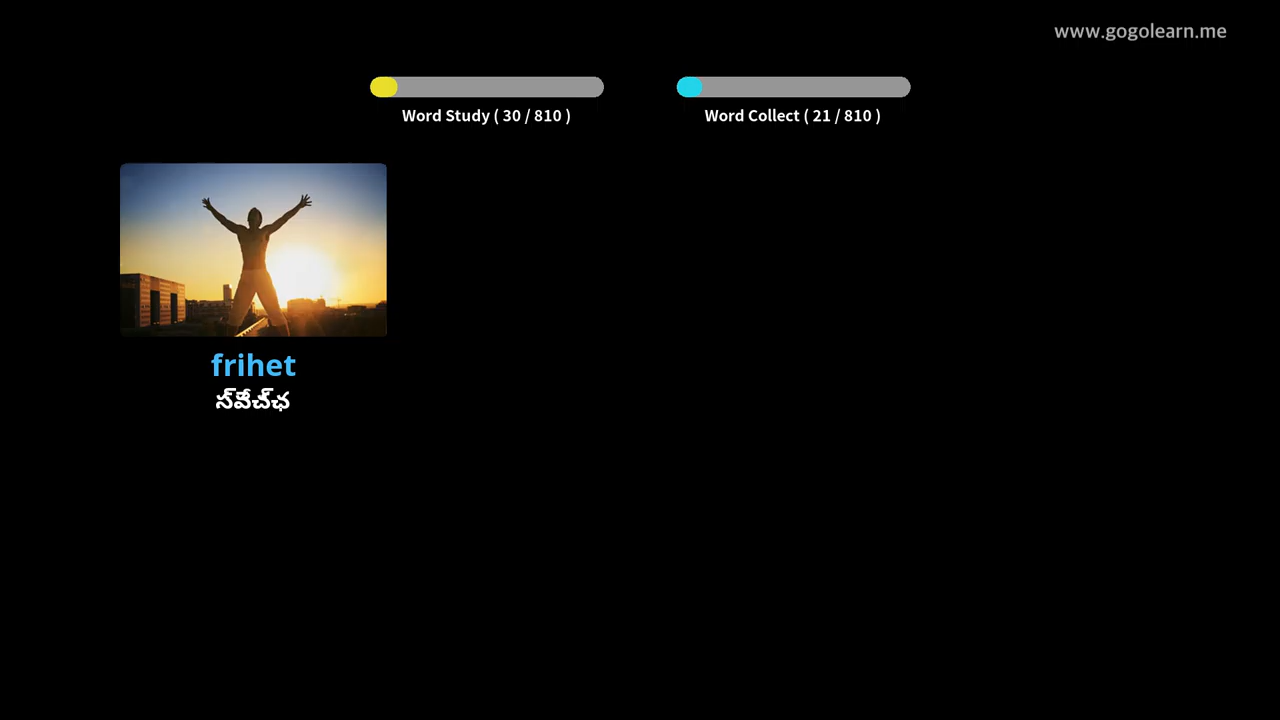 www.gogolearn.me
Word Study ( 30 / 810 )
Word Collect ( 21 / 810 )
frihet
స్వేచ్ఛ